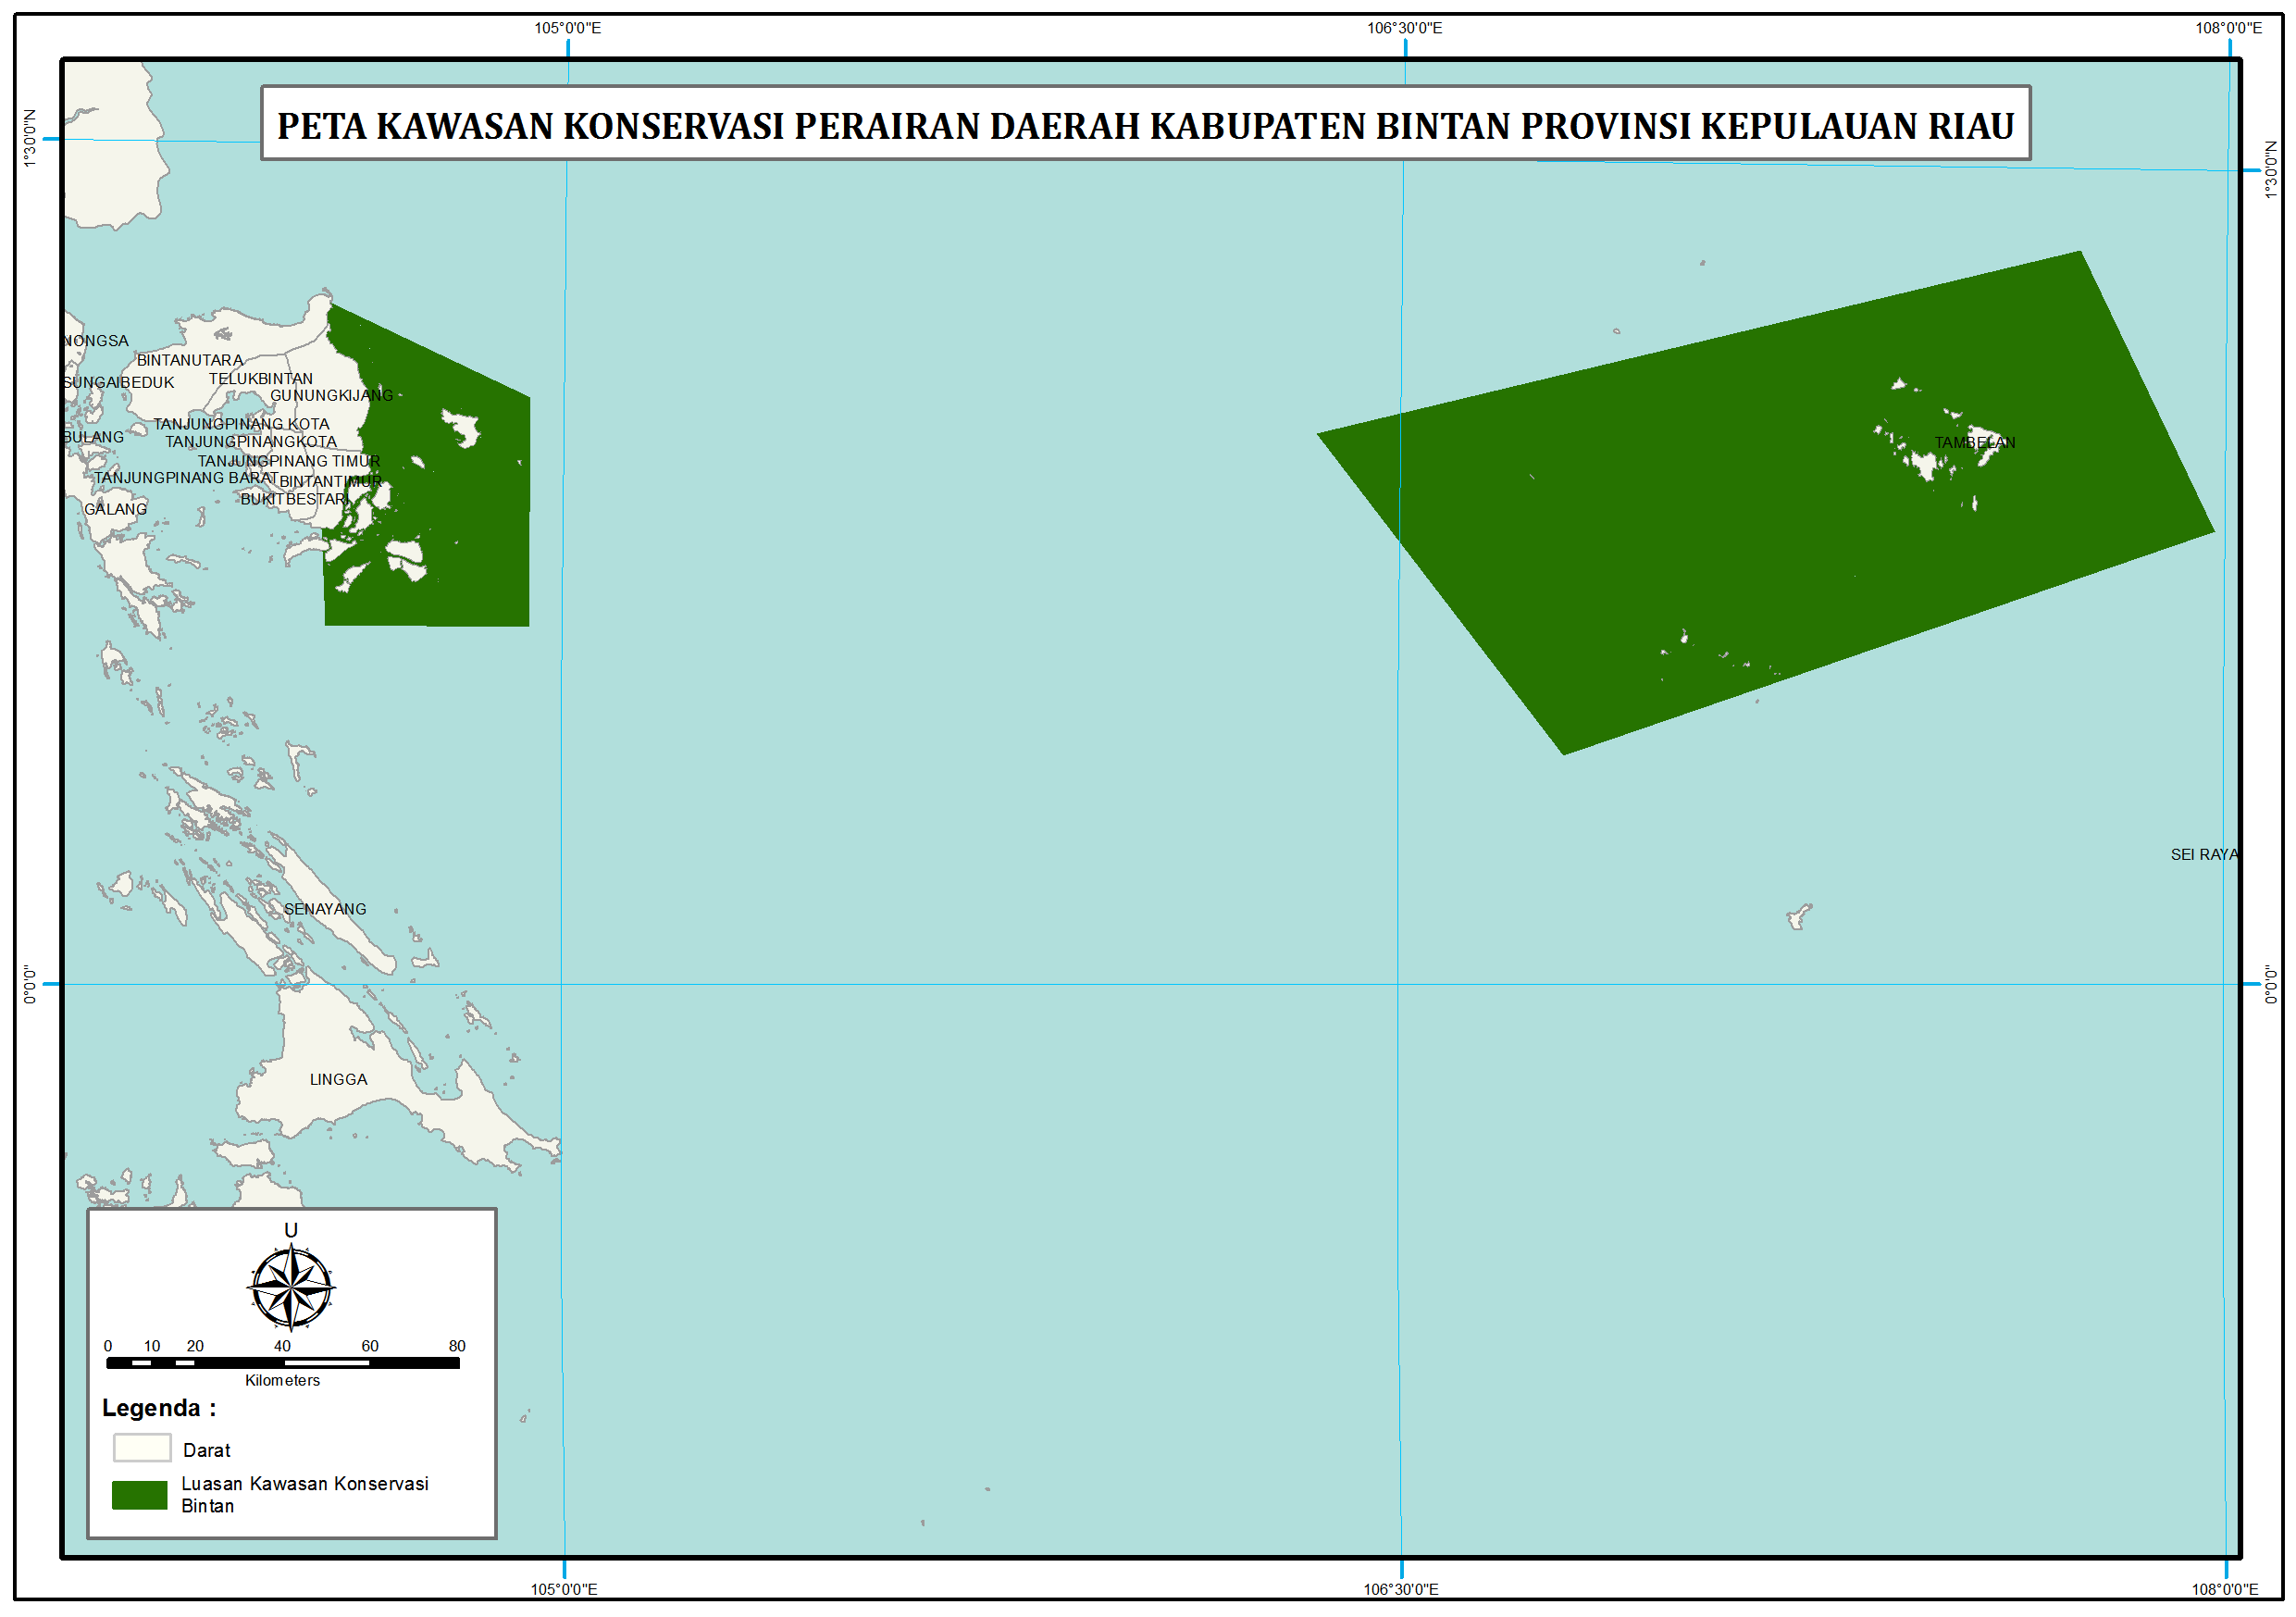 105°0'0"E
106°30'0"E
108°0'0"E
PETA KAWASAN KONSERVASI PERAIRAN DAERAH KABUPATEN BINTAN PROVINSI KEPULAUAN RIAU
1°30'0"N
1°30'0"N
NONGSA
BINTANUTARA
SUNGAIBEDUK
TELUKBINTAN
GUNUNGKIJANG
TANJUNGPINANG KOTA
BULANG
TANJUNGPINANGKOTA
TAMBELAN
TANJUNGPINANG TIMUR
TANJUNGPINANG BARAT
BINTANTIMUR
BUKITBESTARI
GALANG
SEI RAYA
SENAYANG
0°0'0"
0°0'0"
LINGGA
U
0 10 20 40 60 80
Kilometers
Legenda :
Darat
Luasan Kawasan Konservasi
Bintan
105°0'0"E
106°30'0"E
108°0'0"E